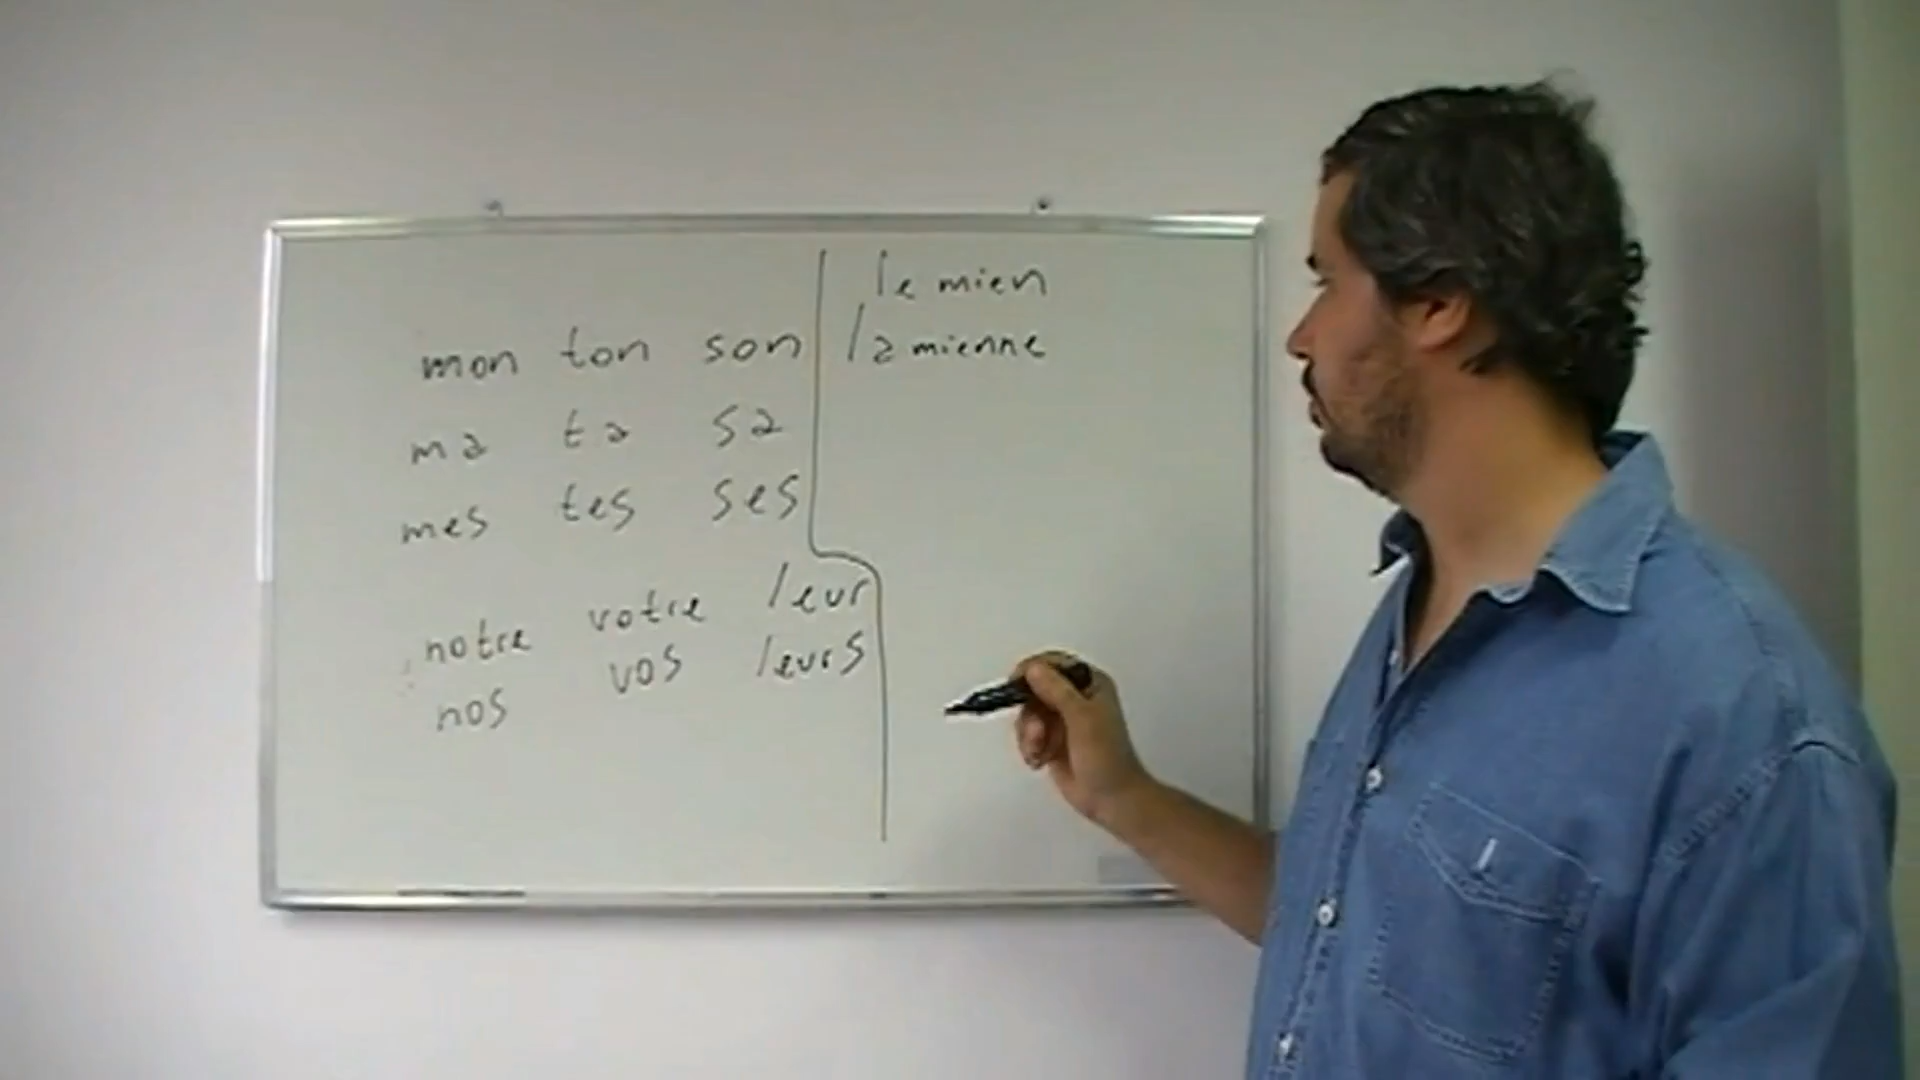 mon ton son
ma ta sa
mes tes ses
notre votre leur
nos vos leurs
le mien
la mienne